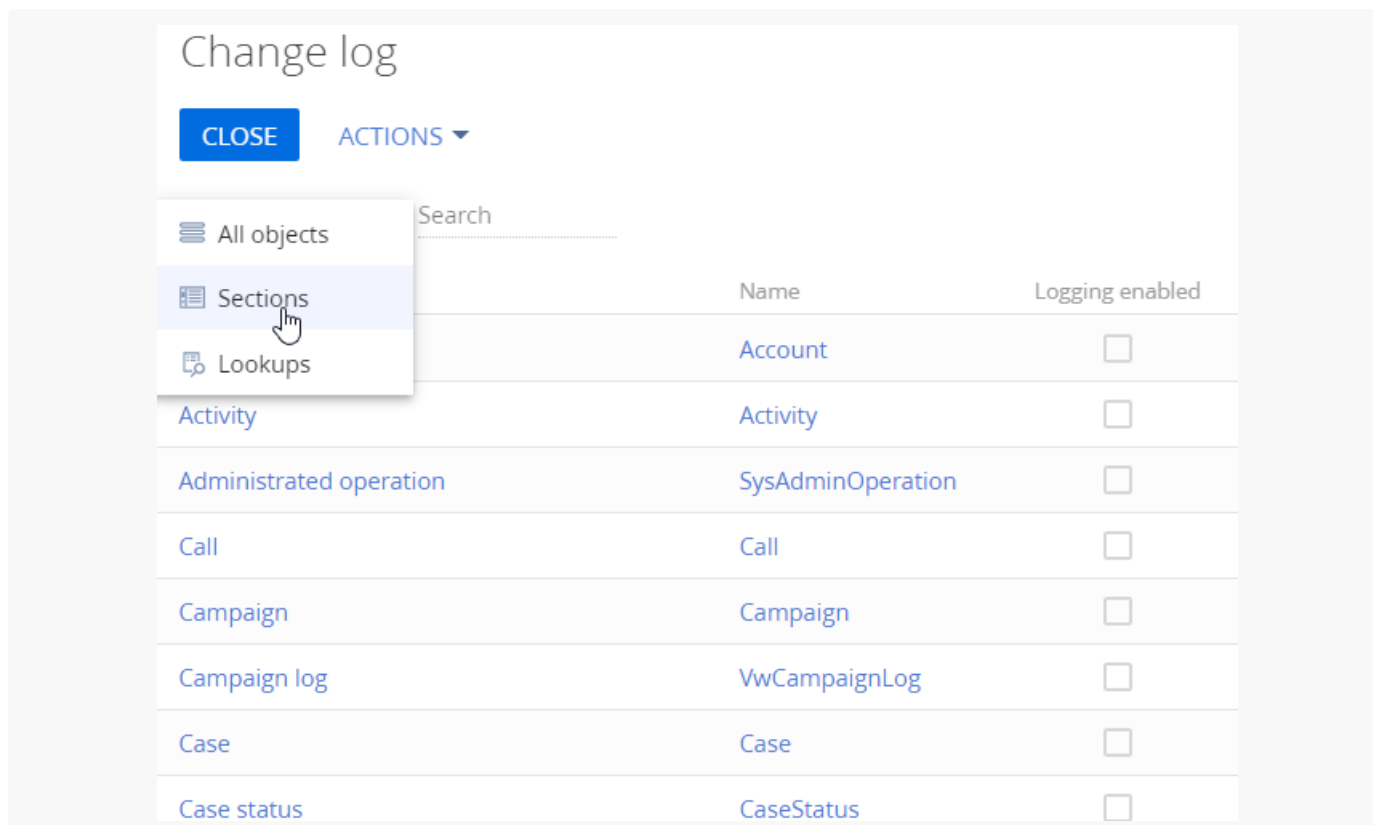 Change log
CLOSE ACTIONS
All objects Search
Sections Name Logging enabled
Lookups Account
Activity Activity
Administrated operation SysAdminOperation
Call Call
Campaign Campaign
Campaign log VwCampaignLog
Case Case
Case status CaseStatus